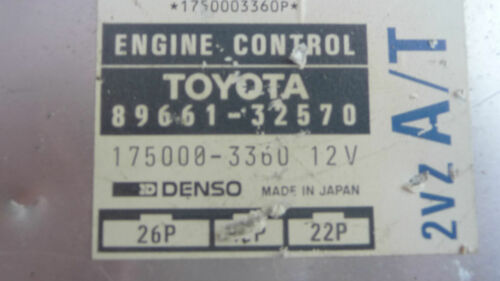 *1750003360P*
ENGINE CONTROL
TOYOTA
89661-32570
175000-3360 12V
DENSO MADE IN JAPAN
26P 22P
2VZ A/T